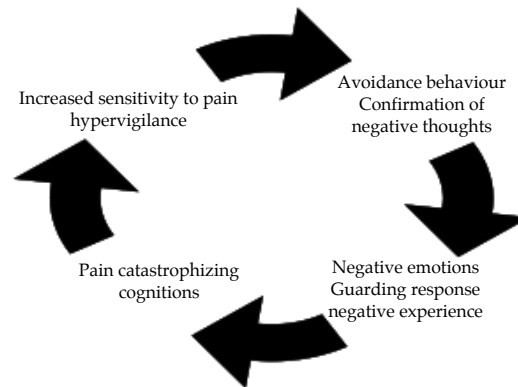 Increased sensitivity to pain
hypervigilance
Avoidance behaviour
Confirmation of
negative thoughts
Negative emotions
Guarding response
negative experience
Pain catastrophizing
cognitions